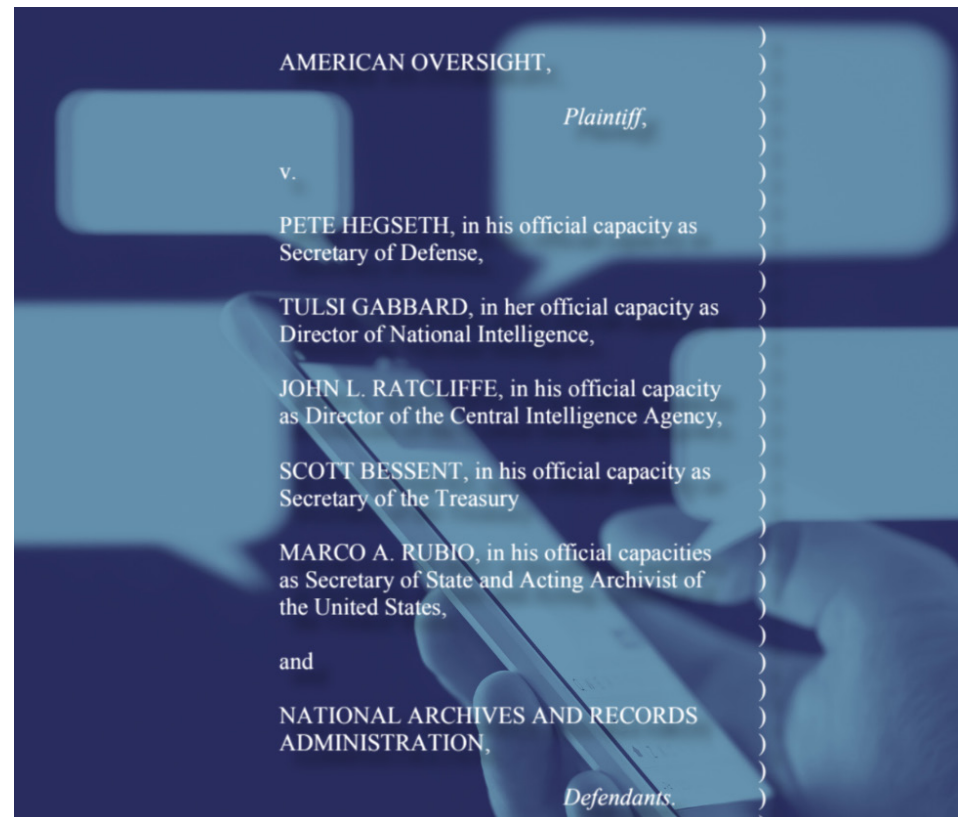 AMERICAN OVERSIGHT,
Plaintiff,
v.
PETE HEGSETH, in his official capacity as
Secretary of Defense,
TULSI GABBARD, in her official capacity as
Director of National Intelligence,
JOHN L. RATCLIFFE, in his official capacity
as Director of the Central Intelligence Agency,
SCOTT BESSENT, in his official capacity as
Secretary of the Treasury
MARCO A. RUBIO, in his official capacities
as Secretary of State and Acting Archivist of
the United States,
and
NATIONAL ARCHIVES AND RECORDS
ADMINISTRATION,
Defendants.